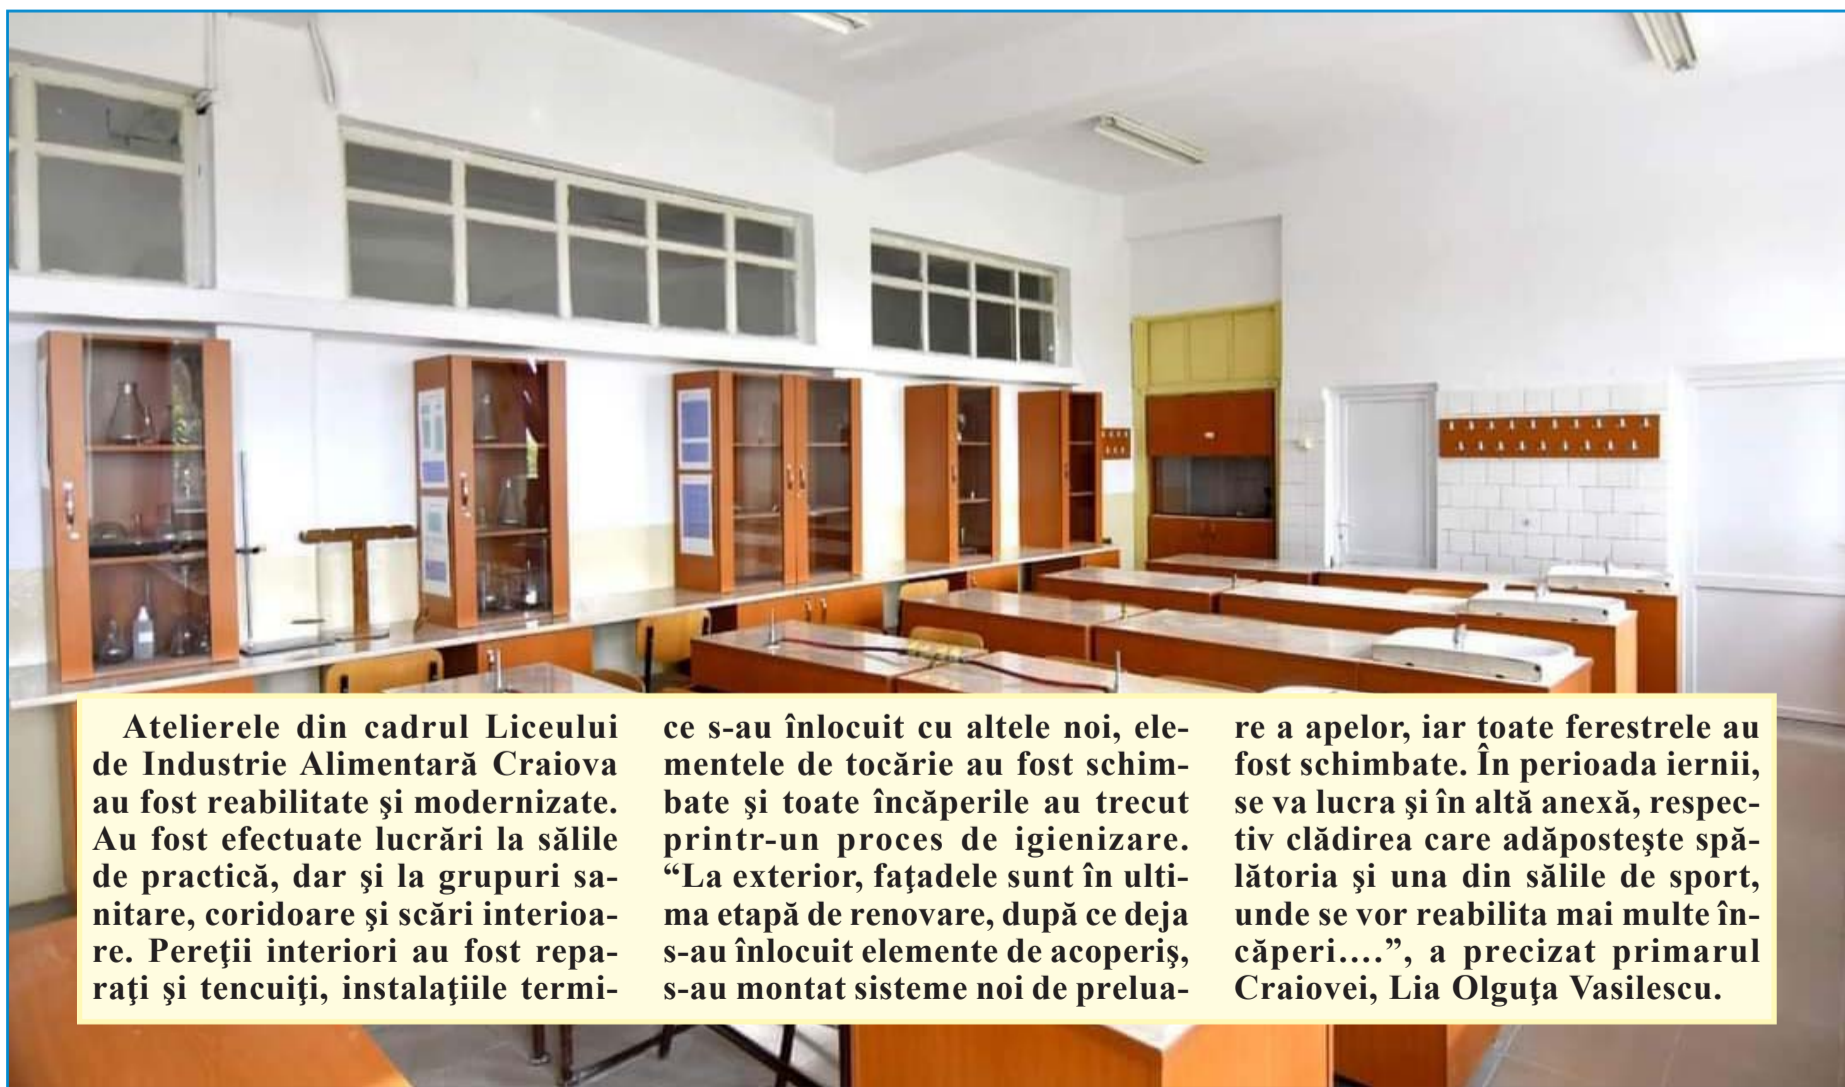 Atelierele din cadrul Liceului
de Industrie Alimentară Craiova
au fost reabilitate şi modernizate.
Au fost efectuate lucrări la sălile
de practică, dar şi la grupuri sa-
nitare, coridoare şi scări interioa-
re. Pereţii interiori au fost repa-
raţi şi tencuiţi, instalaţiile termi-
ce s-au înlocuit cu altele noi, ele-
mentele de tocărie au fost schim-
bate şi toate încăperile au trecut
printr-un proces de igienizare.
“La exterior, faţadele sunt în ulti-
ma etapă de renovare, după ce deja
s-au înlocuit elemente de acoperiş,
s-au montat sisteme noi de prelua-
re a apelor, iar toate ferestrele au
fost schimbate. În perioada iernii,
se va lucra şi în altă anexă, respec-
tiv clădirea care adăposteşte spă-
lătoria şi una din sălile de sport,
unde se vor reabilita mai multe în-
căperi….”, a precizat primarul
Craiovei, Lia Olguţa Vasilescu.